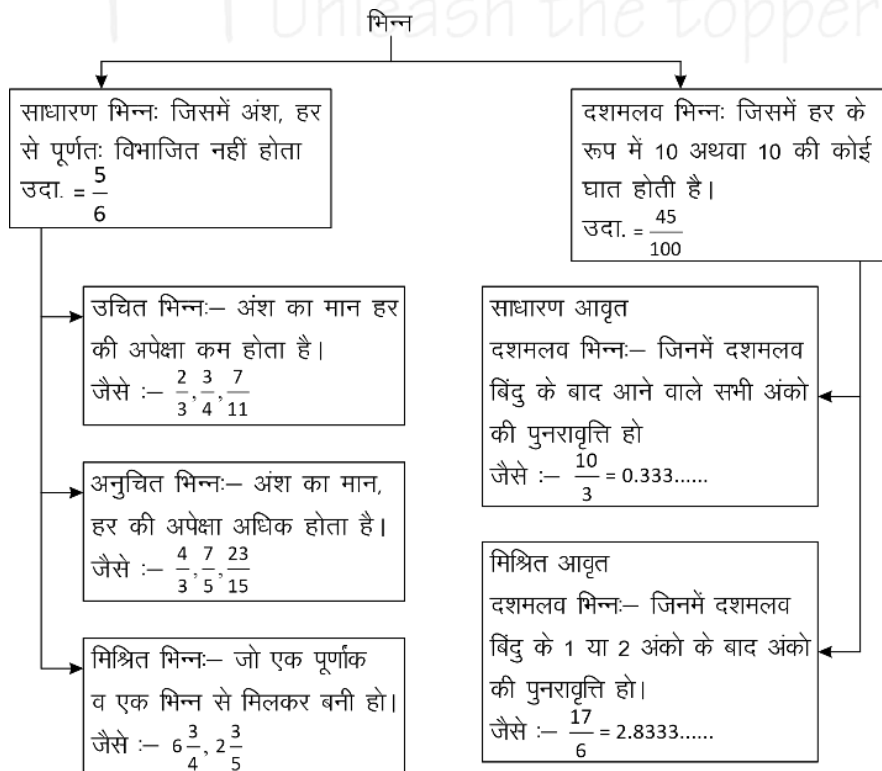 Unleash the topper
भिन्न
साधारण भिन्नः जिसमें अंश, हर
से पूर्णतः विभाजित नहीं होता
उदा. = 5/6
दशमलव भिन्नः जिसमें हर के
रूप में 10 अथवा 10 की कोई
घात होती है।
उदा. = 45/100
उचित भिन्नः– अंश का मान हर
की अपेक्षा कम होता है।
जैसे :– 2/3, 3/4, 7/11
अनुचित भिन्नः– अंश का मान,
हर की अपेक्षा अधिक होता है।
जैसे :– 4/3, 7/5, 23/15
मिश्रित भिन्नः– जो एक पूर्णांक
व एक भिन्न से मिलकर बनी हो।
जैसे :– 6 3/4, 2 3/5
साधारण आवृत
दशमलव भिन्नः– जिनमें दशमलव
बिंदु के बाद आने वाले सभी अंको
की पुनरावृत्ति हो
जैसे :– 10/3 = 0.333......
मिश्रित आवृत
दशमलव भिन्नः– जिनमें दशमलव
बिंदु के 1 या 2 अंको के बाद अंको
की पुनरावृत्ति हो।
जैसे :– 17/6 = 2.8333......